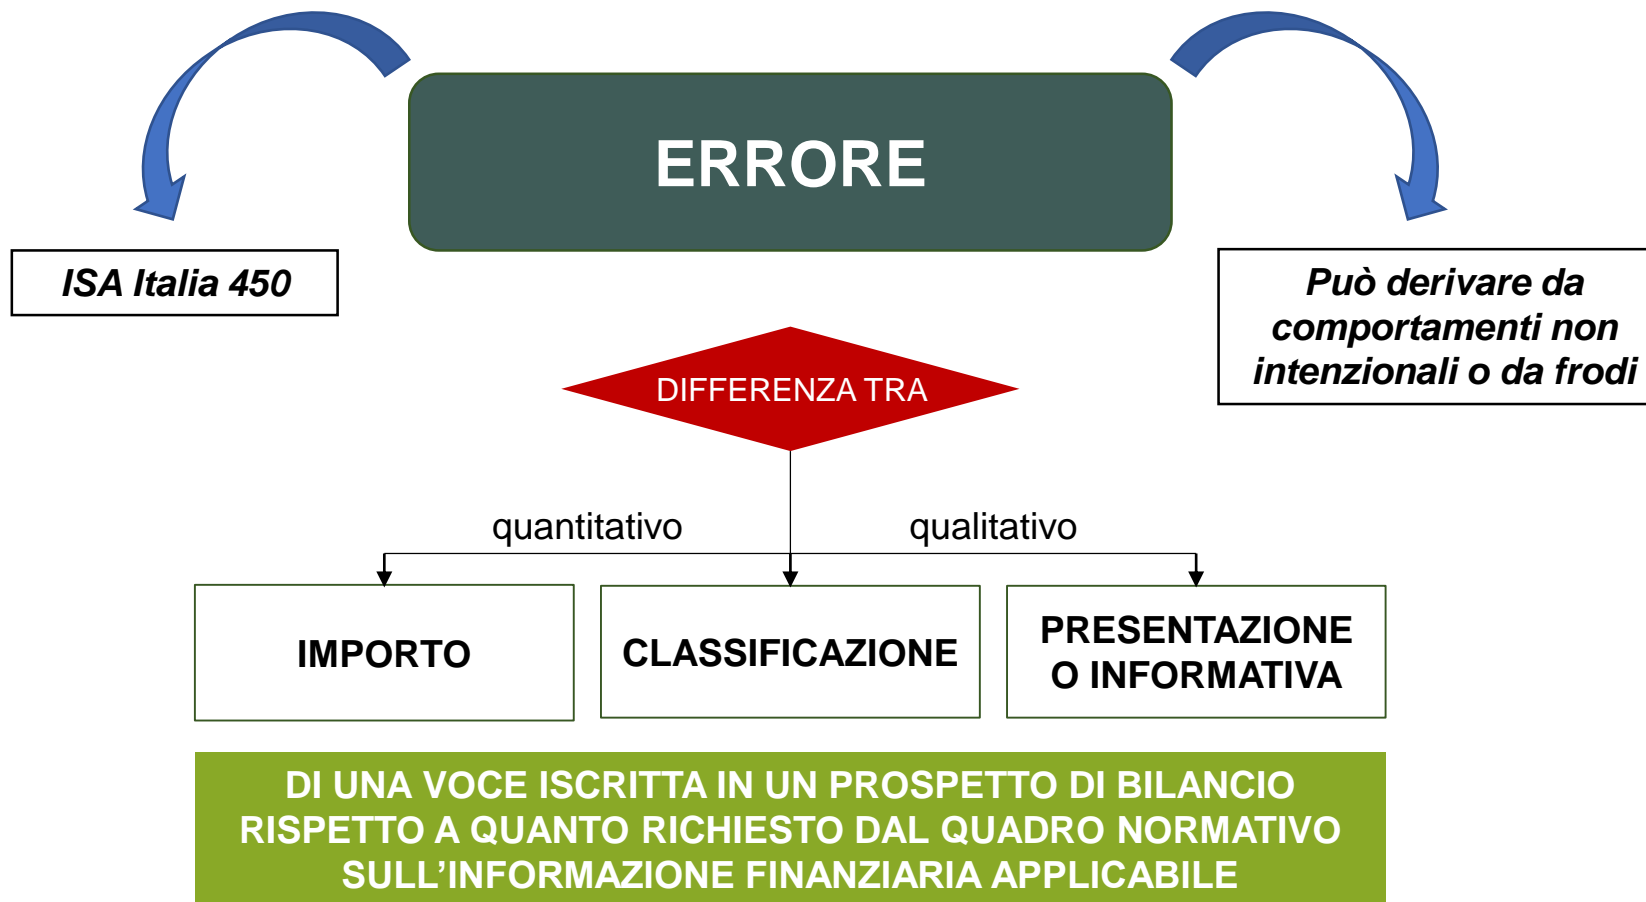 ERRORE
ISA Italia 450
Può derivare da
comportamenti non
intenzionali o da frodi
DIFFERENZA TRA
quantitativo
qualitativo
IMPORTO
CLASSIFICAZIONE
PRESENTAZIONE
O INFORMATIVA
DI UNA VOCE ISCRITTA IN UN PROSPETTO DI BILANCIO
RISPETTO A QUANTO RICHIESTO DAL QUADRO NORMATIVO
SULL’INFORMAZIONE FINANZIARIA APPLICABILE